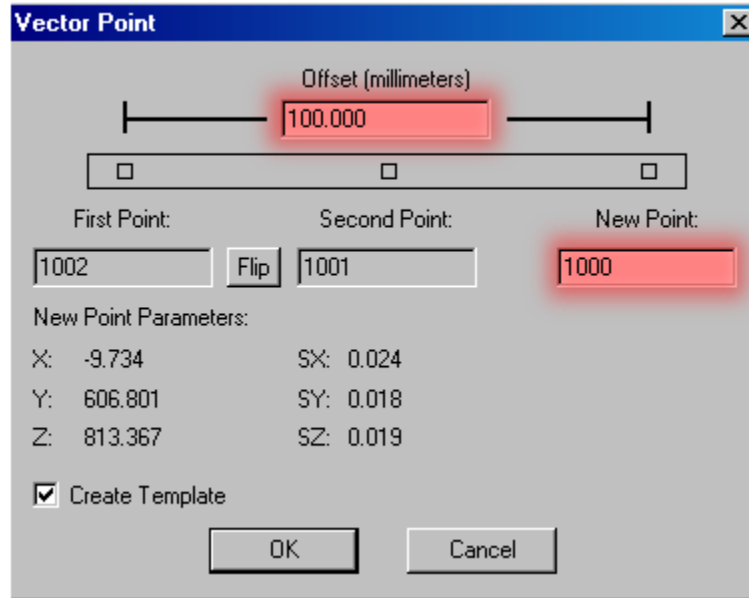 Vector Point
Offset (millimeters)
100.000
First Point: Second Point: New Point:
1002 Flip 1001 1000
New Point Parameters:
X: -9.734 SX: 0.024
Y: 606.801 SY: 0.018
Z: 813.367 SZ: 0.019
Create Template
OK Cancel